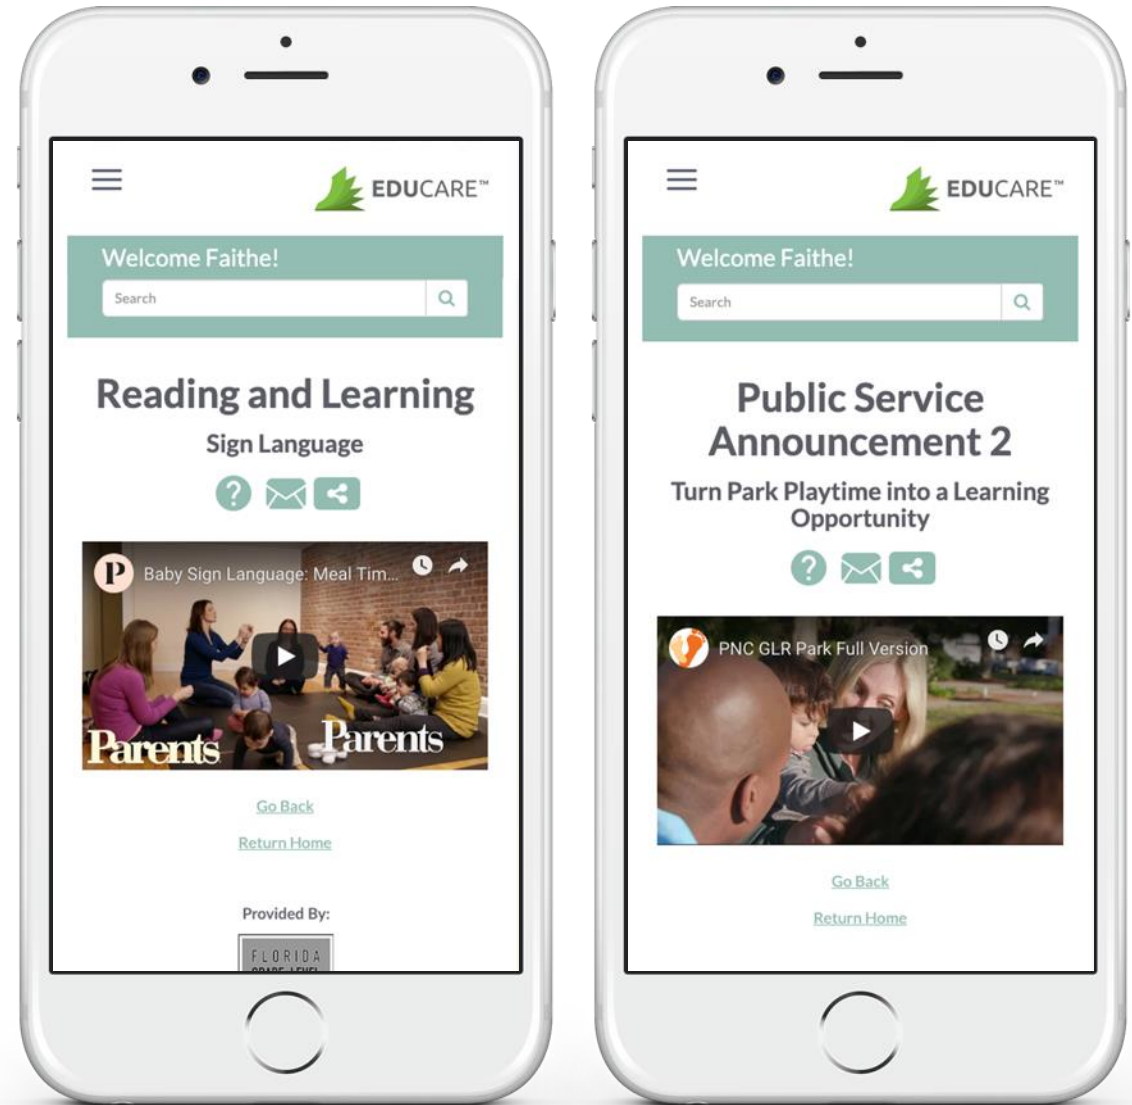 EDUCARE™
Welcome Faithe!
Search
Reading and Learning
Sign Language
?
P
Baby Sign Language: Meal Tim...
Parents
Parents
Go Back
Return Home
Provided By:
FLORIDA
EDUCARE™
Welcome Faithe!
Search
Public Service
Announcement 2
Turn Park Playtime into a Learning
Opportunity
?
PNC GLR Park Full Version
Go Back
Return Home